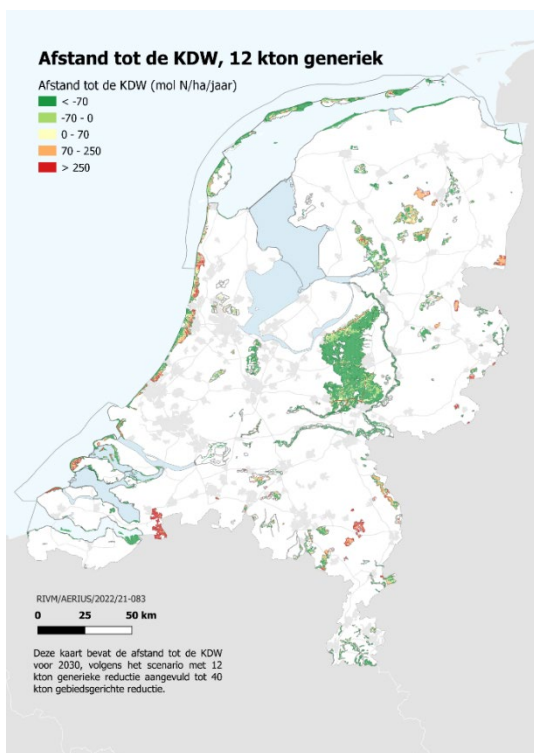 Afstand tot de KDW, 12 kton generiek
Afstand tot de KDW (mol N/ha/jaar)
< -70
-70 - 0
0 - 70
70 - 250
> 250
RIVM/AERIUS/2022/21-083
0 25 50 km
Deze kaart bevat de afstand tot de KDW
voor 2030, volgens het scenario met 12
kton generieke reductie aangevuld tot 40
kton gebiedsgerichte reductie.